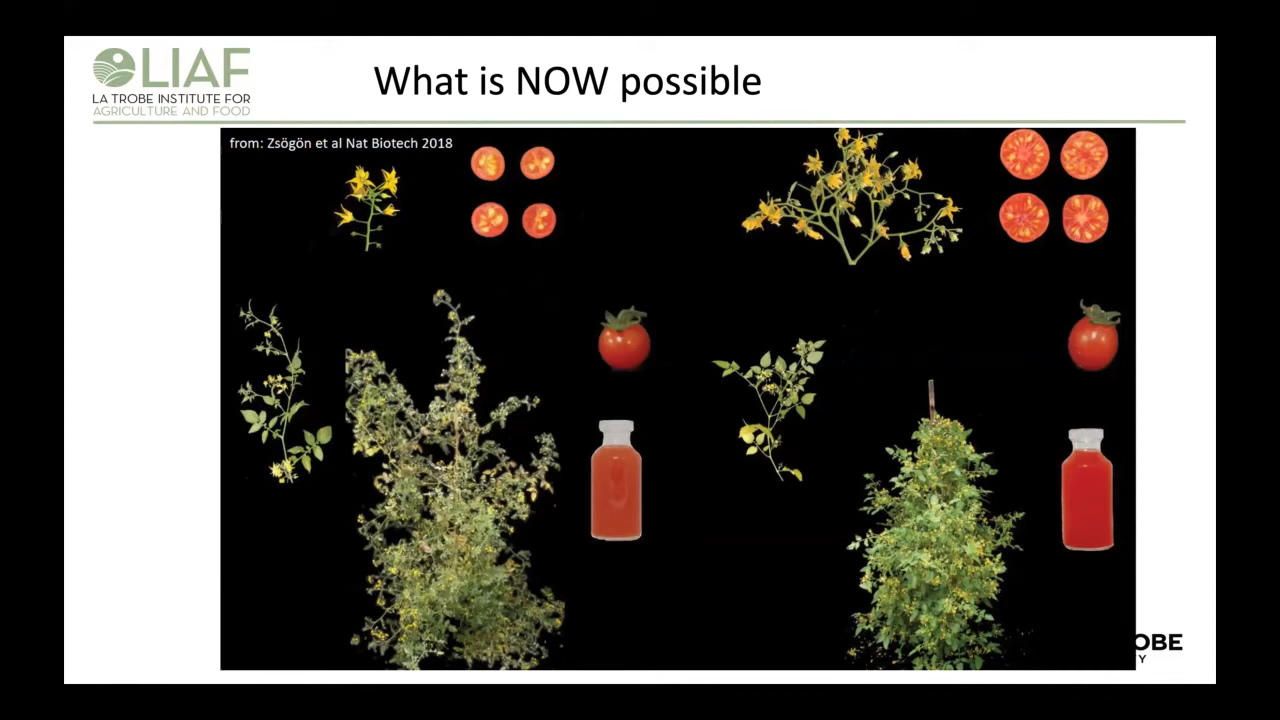 LIAF
LA TROBE INSTITUTE FOR
AGRICULTURE AND FOOD
What is NOW possible
from: Zsögön et al Nat Biotech 2018
OBE
Y